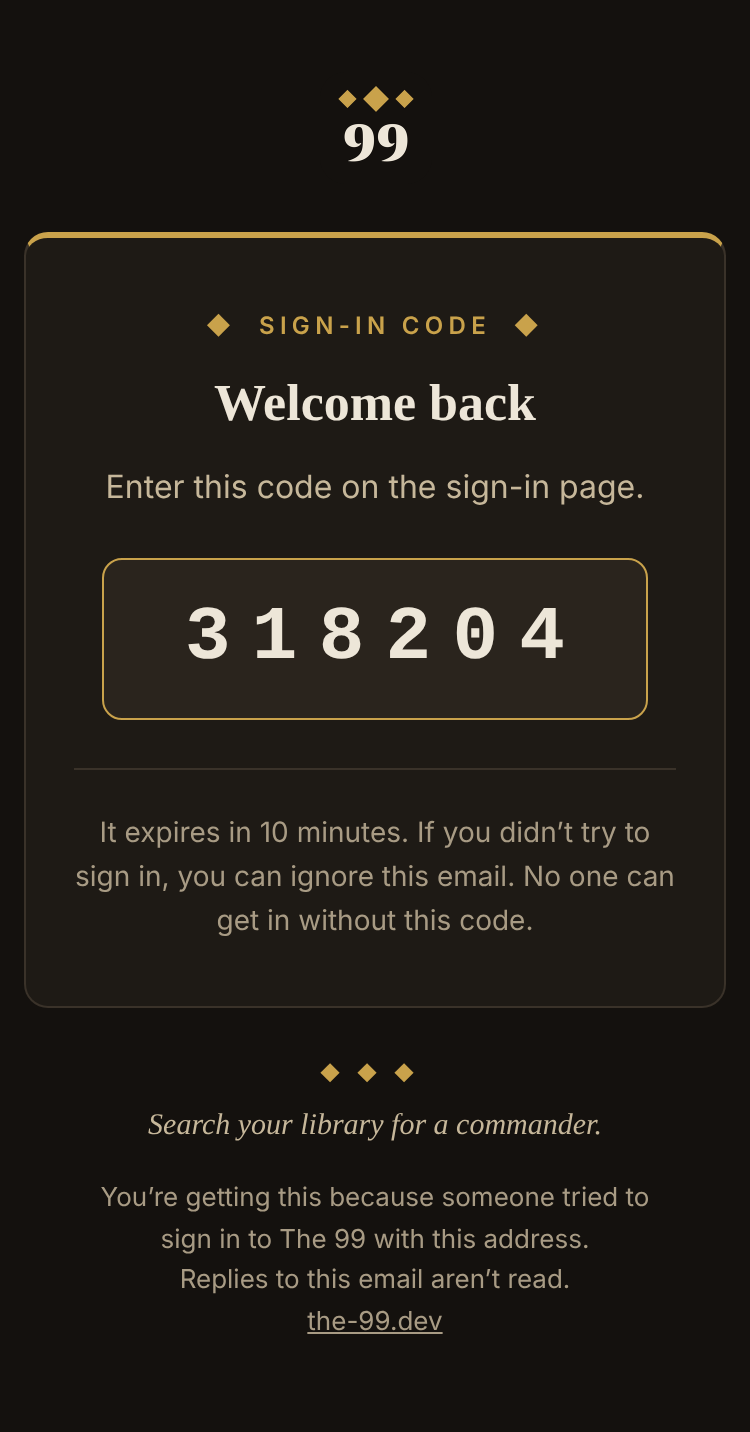 99
SIGN-IN CODE
Welcome back
Enter this code on the sign-in page.
318204
It expires in 10 minutes. If you didn’t try to
sign in, you can ignore this email. No one can
get in without this code.
Search your library for a commander.
You’re getting this because someone tried to
sign in to The 99 with this address.
Replies to this email aren’t read.
the-99.dev